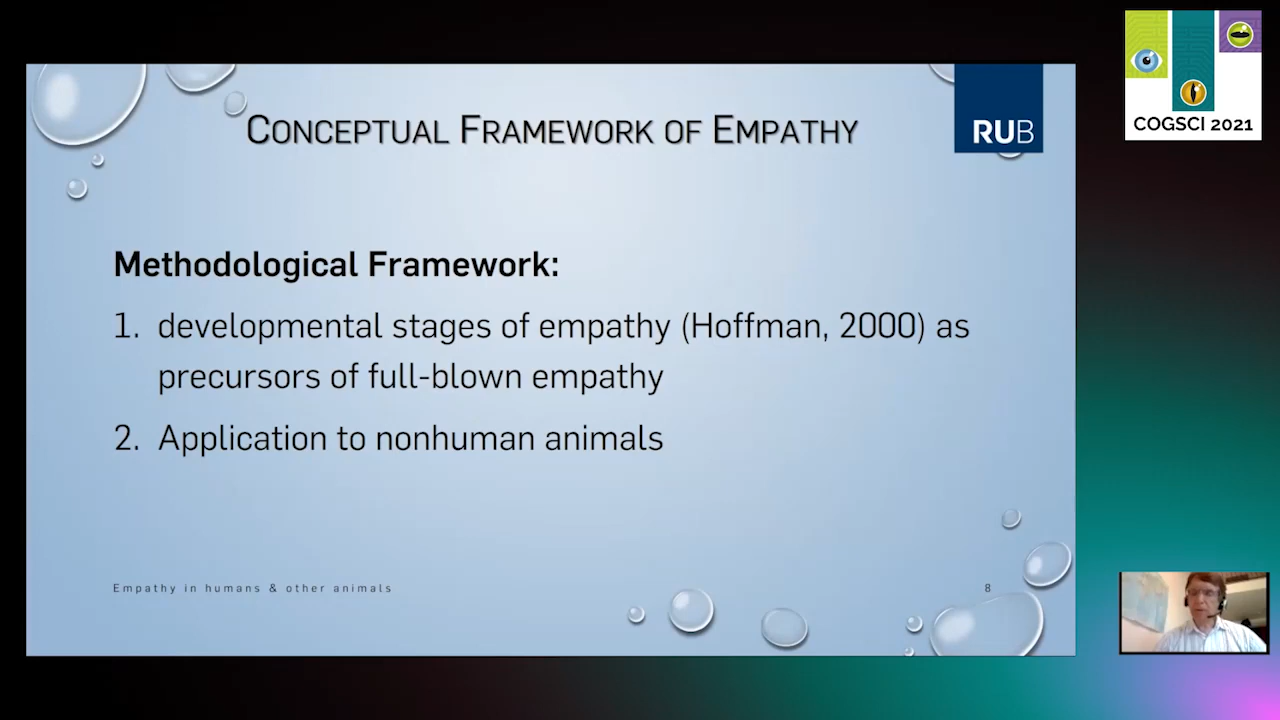 CONCEPTUAL FRAMEWORK OF EMPATHY
RUB
COGSCI 2021
Methodological Framework:
1. developmental stages of empathy (Hoffman, 2000) as
precursors of full-blown empathy
2. Application to nonhuman animals
Empathy in humans & other animals
8